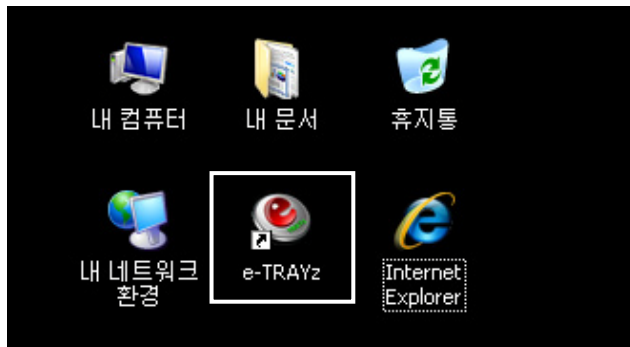 내 컴퓨터
내 문서
휴지통
내 네트워크
환경
e-TRAYz
Internet
Explorer